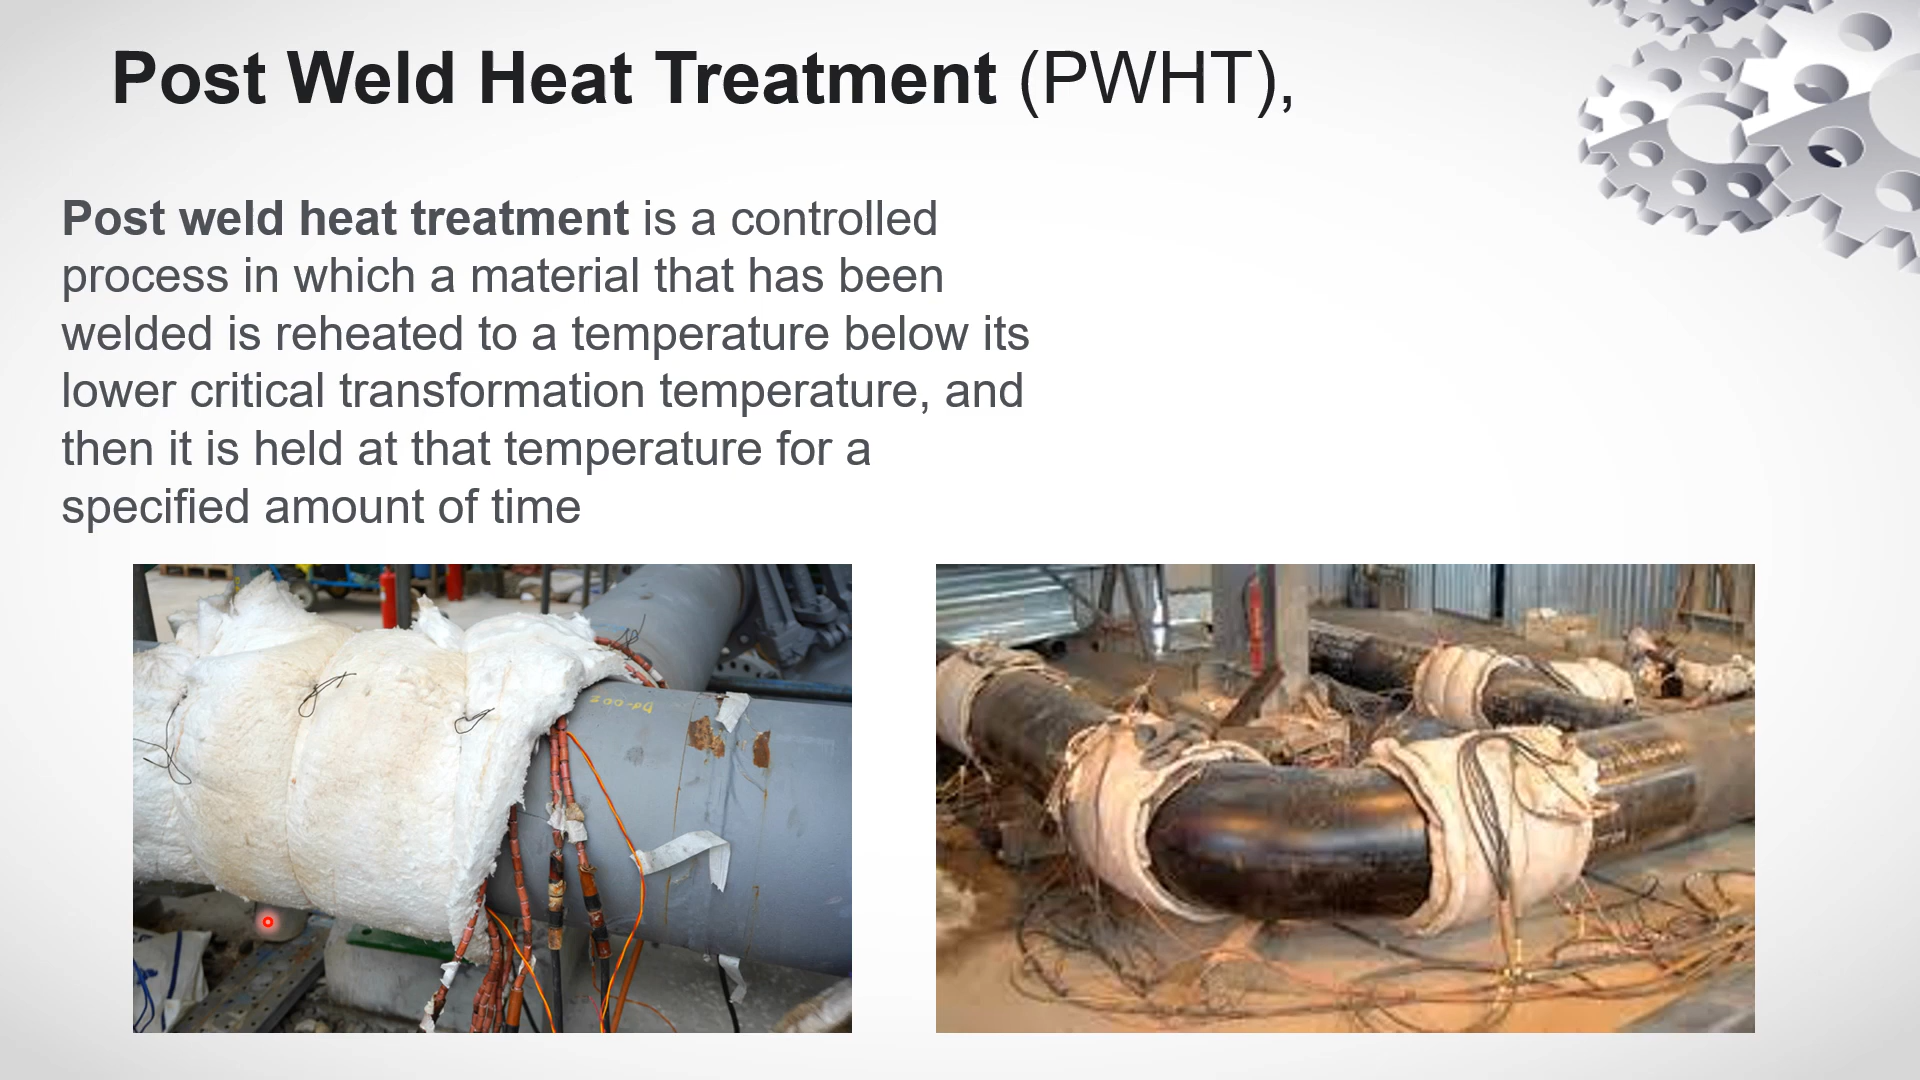 Post Weld Heat Treatment (PWHT),
Post weld heat treatment is a controlled
process in which a material that has been
welded is reheated to a temperature below its
lower critical transformation temperature, and
then it is held at that temperature for a
specified amount of time